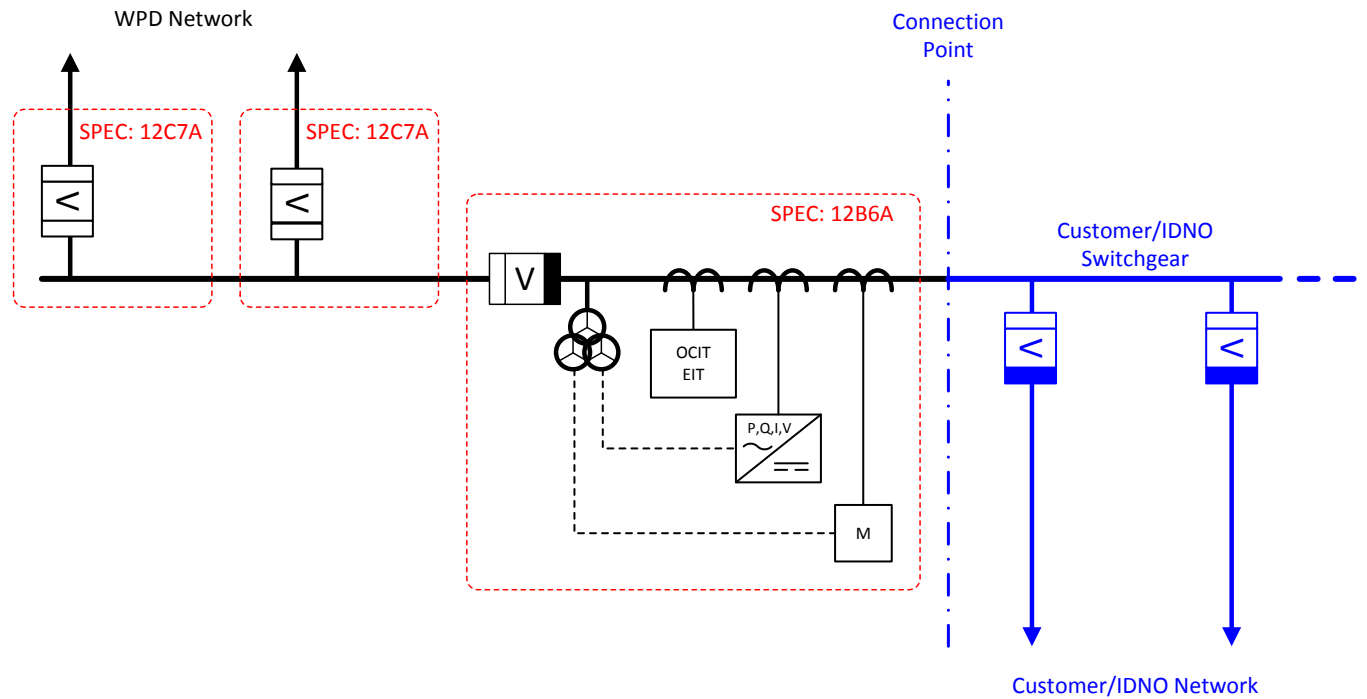 WPD Network
Connection
Point
SPEC: 12C7A
SPEC: 12C7A
V
V
SPEC: 12B6A
V
Customer/IDNO
Switchgear
V
V
OCIT
EIT
P,Q,I,V
M
Customer/IDNO Network